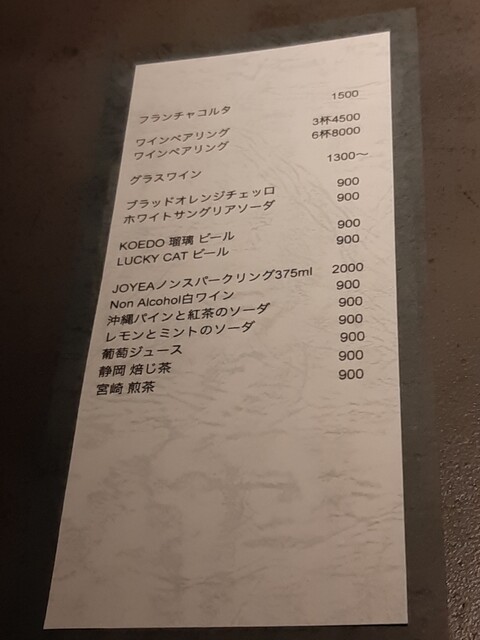 フランチャコルタ 1500
ワインペアリング 3杯4500
ワインペアリング 6杯8000
グラスワイン 1300～
ブラッドオレンジチェッロ 900
ホワイトサングリアソーダ 900
KOEDO 瑠璃 ビール 900
LUCKY CAT ビール 900
JOYEAノンスパークリング375ml 2000
Non Alcohol白ワイン 900
沖縄パインと紅茶のソーダ 900
レモンとミントのソーダ 900
葡萄ジュース 900
静岡 焙じ茶 900
宮崎 煎茶 900